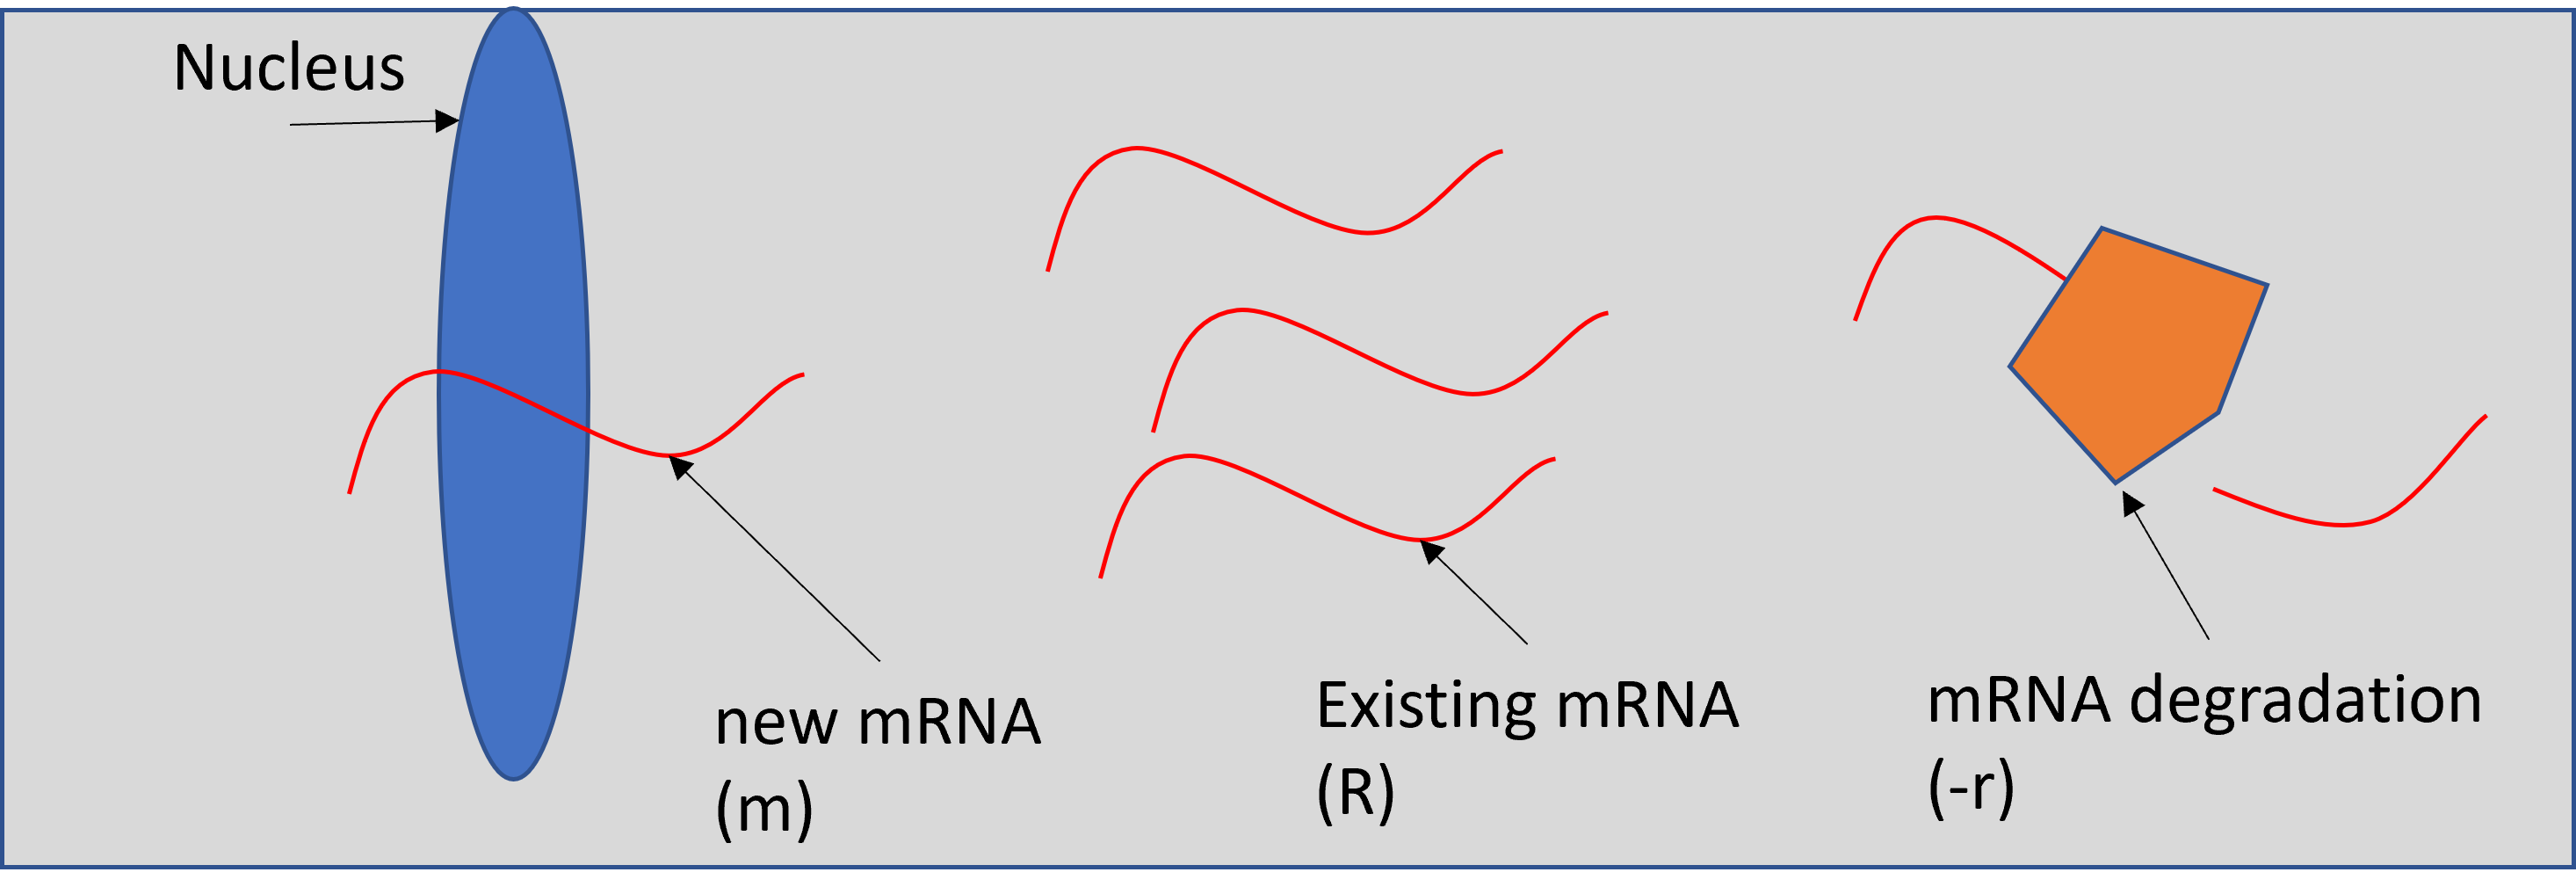 Nucleus
new mRNA
(m)
Existing mRNA
(R)
mRNA degradation
(-r)